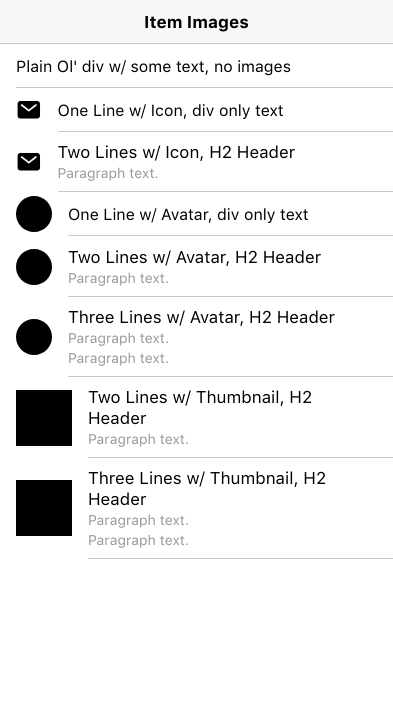 Item Images
Plain Ol' div w/ some text, no images
One Line w/ Icon, div only text
Two Lines w/ Icon, H2 Header
Paragraph text.
One Line w/ Avatar, div only text
Two Lines w/ Avatar, H2 Header
Paragraph text.
Three Lines w/ Avatar, H2 Header
Paragraph text.
Paragraph text.
Two Lines w/ Thumbnail, H2
Header
Paragraph text.
Three Lines w/ Thumbnail, H2
Header
Paragraph text.
Paragraph text.